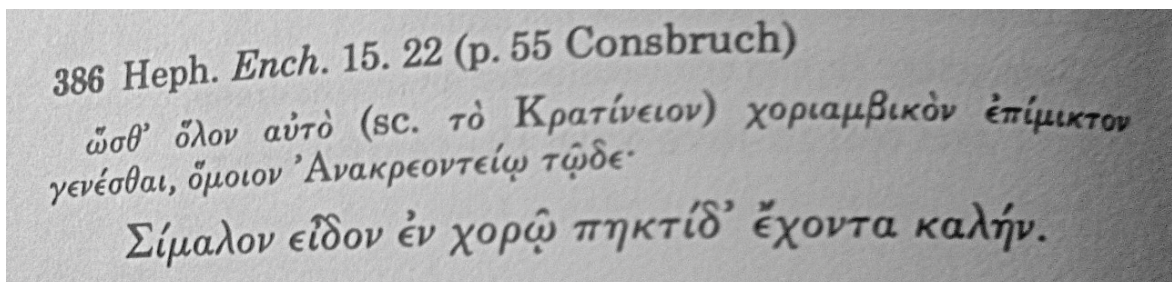 386 Heph. Ench. 15. 22 (p. 55 Consbruch)
ὥσθ’ ὅλον αὐτὸ (sc. τὸ Κρατίνειον) χοριαμβικὸν ἐπίμικτον
γενέσθαι, ὅμοιον Ἀνακρεοντείῳ τῷδε·
Σίμαλον εἶδον ἐν χορῷ πηκτίδ’ ἔχοντα καλήν.